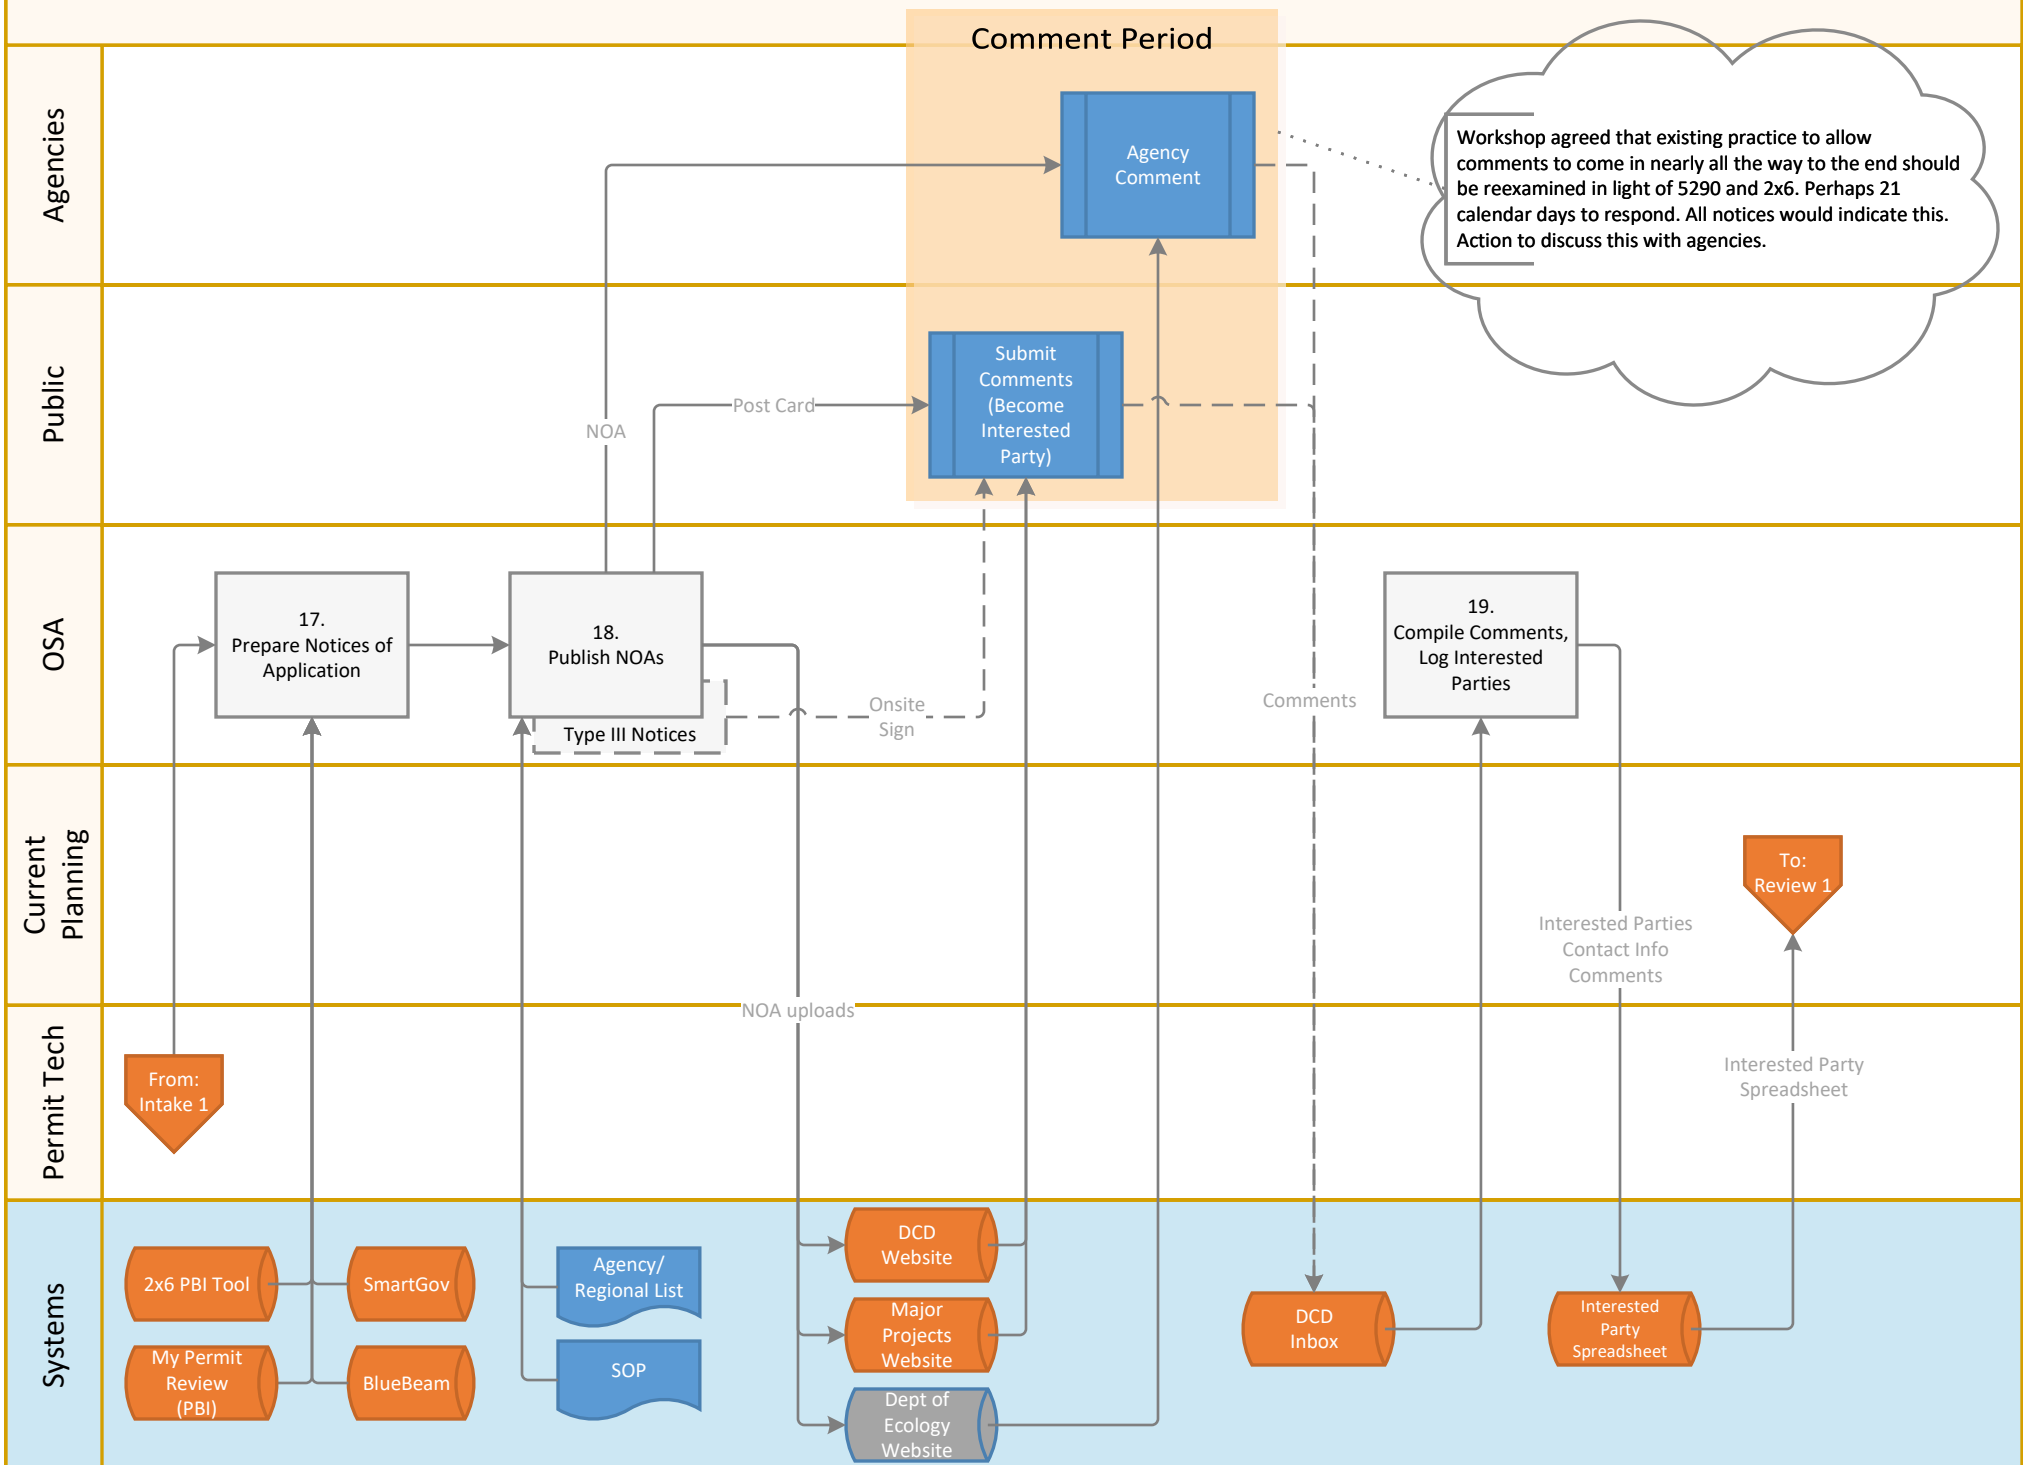 Comment Period
Agencies
Agency
Comment
Workshop agreed that existing practice to allow
comments to come in nearly all the way to the end should
be reexamined in light of 5290 and 2x6. Perhaps 21
calendar days to respond. All notices would indicate this.
Action to discuss this with agencies.
Public
NOA
Post Card
Submit
Comments
(Become
Interested
Party)
OSA
17.
Prepare Notices of
Application
18.
Publish NOAs
Type III Notices
Onsite
Sign
Comments
19.
Compile Comments,
Log Interested
Parties
Current
Planning
To:
Review 1
Interested Parties
Contact Info
Comments
NOA uploads
Permit Tech
From:
Intake 1
Interested Party
Spreadsheet
Systems
2x6 PBI Tool
SmartGov
My Permit
Review
(PBI)
BlueBeam
Agency/
Regional List
SOP
DCD
Website
Major
Projects
Website
Dept of
Ecology
Website
DCD
Inbox
Interested
Party
Spreadsheet